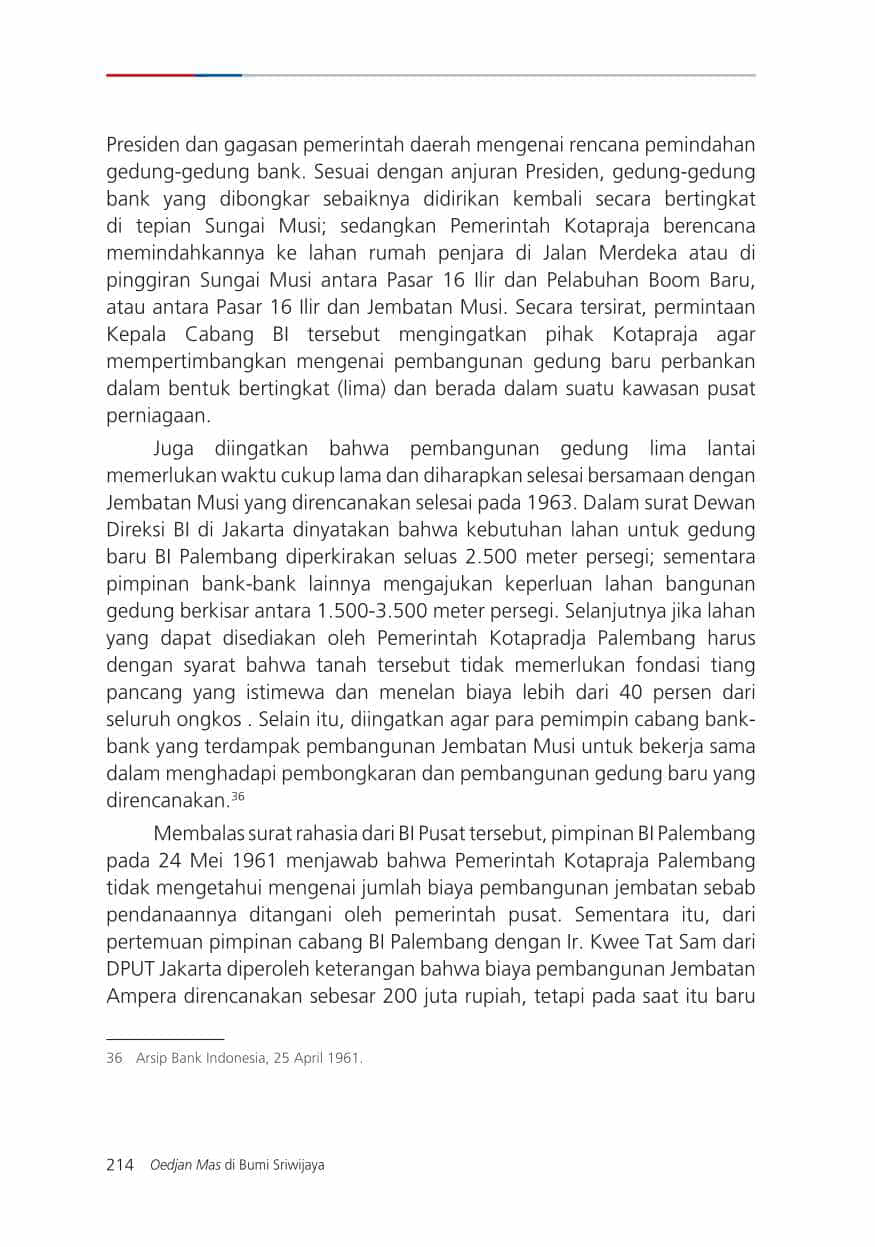 Presiden dan gagasan pemerintah daerah mengenai rencana pemindahan
gedung-gedung bank. Sesuai dengan anjuran Presiden, gedung-gedung
bank yang dibongkar sebaiknya didirikan kembali secara bertingkat
di tepian Sungai Musi; sedangkan Pemerintah Kotapraja berencana
memindahkannya ke lahan rumah penjara di Jalan Merdeka atau di
pinggiran Sungai Musi antara Pasar 16 Ilir dan Pelabuhan Boom Baru,
atau antara Pasar 16 Ilir dan Jembatan Musi. Secara tersirat, permintaan
Kepala Cabang BI tersebut mengingatkan pihak Kotapraja agar
mempertimbangkan mengenai pembangunan gedung baru perbankan
dalam bentuk bertingkat (lima) dan berada dalam suatu kawasan pusat
perniagaan.
Juga diingatkan bahwa pembangunan gedung lima lantai
memerlukan waktu cukup lama dan diharapkan selesai bersamaan dengan
Jembatan Musi yang direncanakan selesai pada 1963. Dalam surat Dewan
Direksi BI di Jakarta dinyatakan bahwa kebutuhan lahan untuk gedung
baru BI Palembang diperkirakan seluas 2.500 meter persegi; sementara
pimpinan bank-bank lainnya mengajukan keperluan lahan bangunan
gedung berkisar antara 1.500-3.500 meter persegi. Selanjutnya jika lahan
yang dapat disediakan oleh Pemerintah Kotapradja Palembang harus
dengan syarat bahwa tanah tersebut tidak memerlukan fondasi tiang
pancang yang istimewa dan menelan biaya lebih dari 40 persen dari
seluruh ongkos . Selain itu, diingatkan agar para pemimpin cabang bank-
bank yang terdampak pembangunan Jembatan Musi untuk bekerja sama
dalam menghadapi pembongkaran dan pembangunan gedung baru yang
direncanakan.36
Membalas surat rahasia dari BI Pusat tersebut, pimpinan BI Palembang
pada 24 Mei 1961 menjawab bahwa Pemerintah Kotapraja Palembang
tidak mengetahui mengenai jumlah biaya pembangunan jembatan sebab
pendanaannya ditangani oleh pemerintah pusat. Sementara itu, dari
pertemuan pimpinan cabang BI Palembang dengan Ir. Kwee Tat Sam dari
DPUT Jakarta diperoleh keterangan bahwa biaya pembangunan Jembatan
Ampera direncanakan sebesar 200 juta rupiah, tetapi pada saat itu baru
36 Arsip Bank Indonesia, 25 April 1961.
214 Oedjan Mas di Bumi Sriwijaya